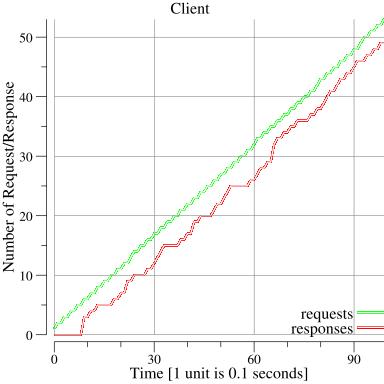 Client
Number of Request/Response
50
40
30
20
10
0
requests
responses
0 30 60 90
Time [1 unit is 0.1 seconds]